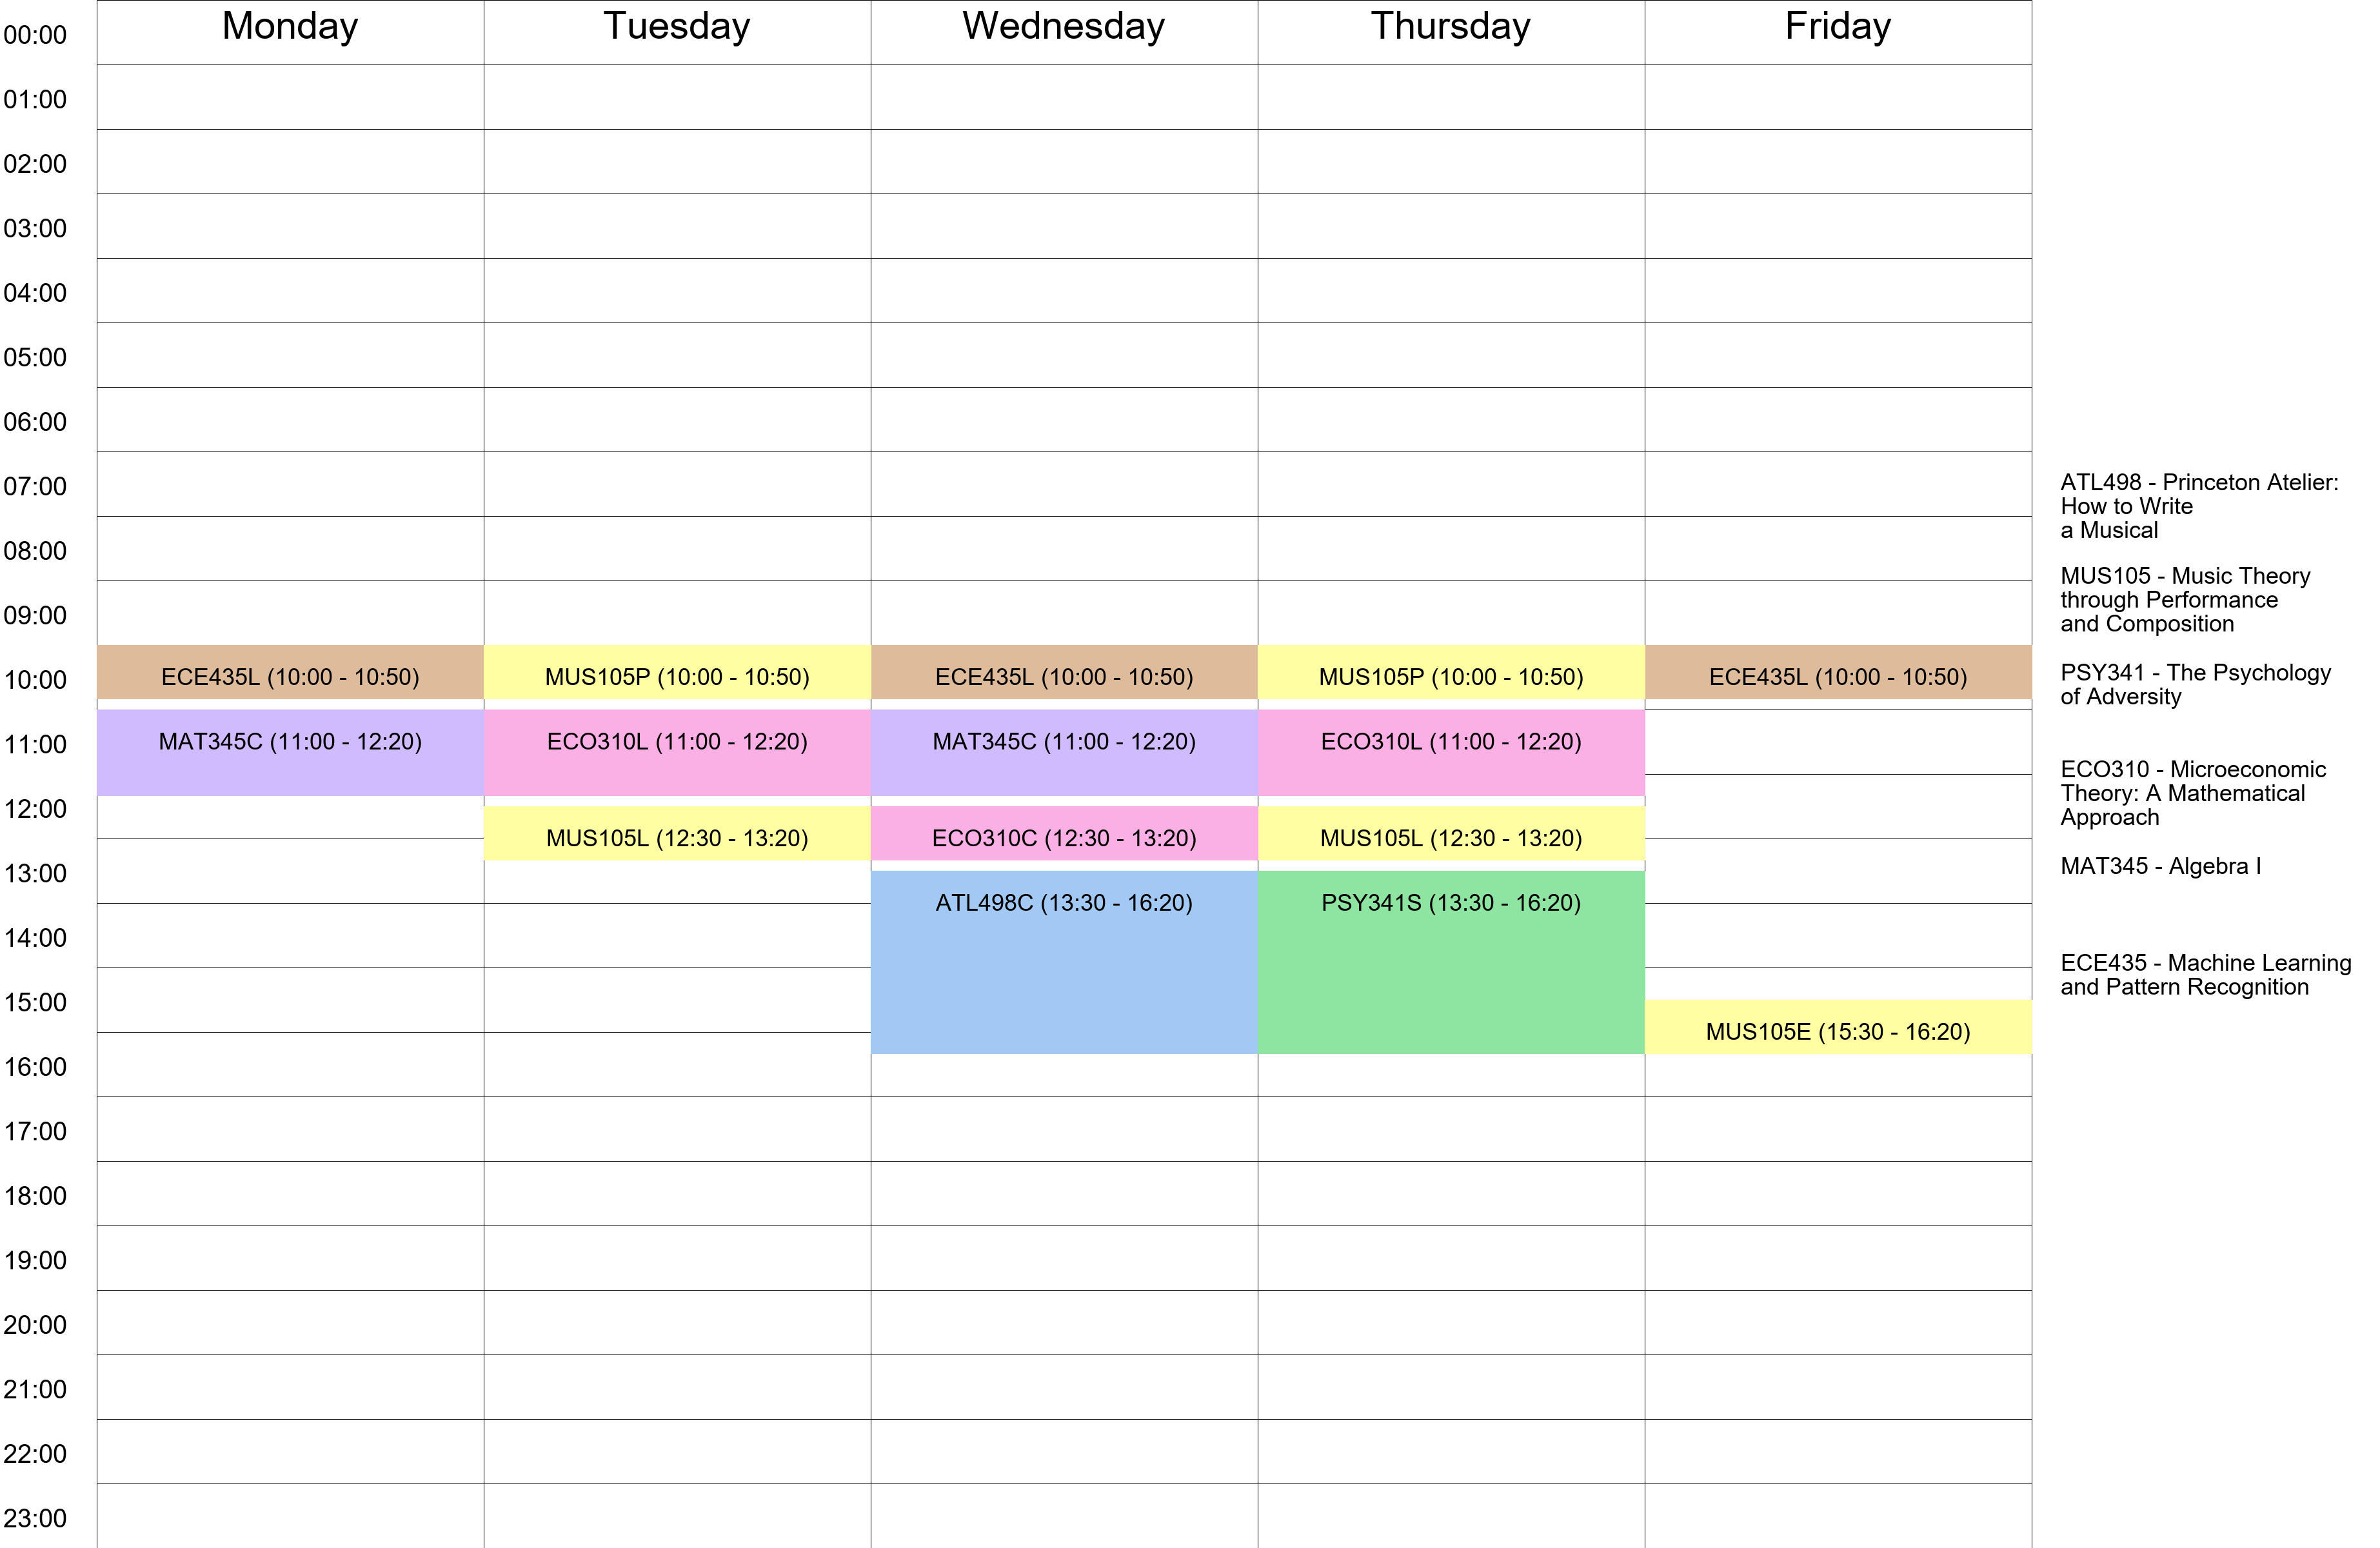 Monday Tuesday Wednesday Thursday Friday
00:00
01:00
02:00
03:00
04:00
05:00
06:00
07:00
08:00
09:00
10:00 ECE435L (10:00 - 10:50) MUS105P (10:00 - 10:50) ECE435L (10:00 - 10:50) MUS105P (10:00 - 10:50) ECE435L (10:00 - 10:50)
11:00 MAT345C (11:00 - 12:20) ECO310L (11:00 - 12:20) MAT345C (11:00 - 12:20) ECO310L (11:00 - 12:20)
12:00
MUS105L (12:30 - 13:20) ECO310C (12:30 - 13:20) MUS105L (12:30 - 13:20)
13:00
ATL498C (13:30 - 16:20) PSY341S (13:30 - 16:20)
14:00
15:00
MUS105E (15:30 - 16:20)
16:00
17:00
18:00
19:00
20:00
21:00
22:00
23:00
ATL498 - Princeton Atelier:
How to Write
a Musical
MUS105 - Music Theory
through Performance
and Composition
PSY341 - The Psychology
of Adversity
ECO310 - Microeconomic
Theory: A Mathematical
Approach
MAT345 - Algebra I
ECE435 - Machine Learning
and Pattern Recognition